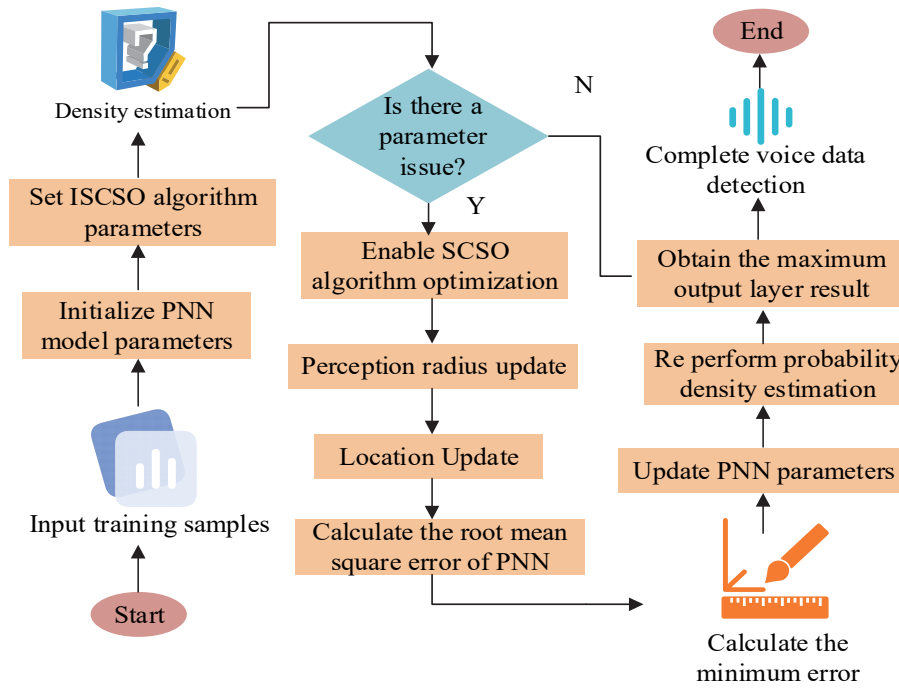 Start
Input training samples
Initialize PNN
model parameters
Set ISCSO algorithm
parameters
Density estimation
Is there a
parameter
issue?
N
Y
Enable SCSO
algorithm optimization
Perception radius update
Location Update
Calculate the root mean
square error of PNN
Calculate the
minimum error
Update PNN parameters
Re perform probability
density estimation
Obtain the maximum
output layer result
Complete voice data
detection
End